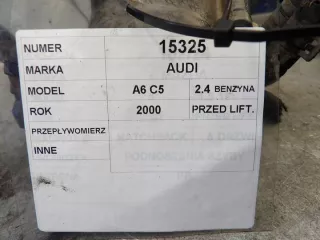 NUMER 15325
MARKA AUDI
MODEL A6 C5 2.4 BENZYNA
ROK 2000 PRZED LIFT.
PRZEPŁYWOMIERZ
INNE